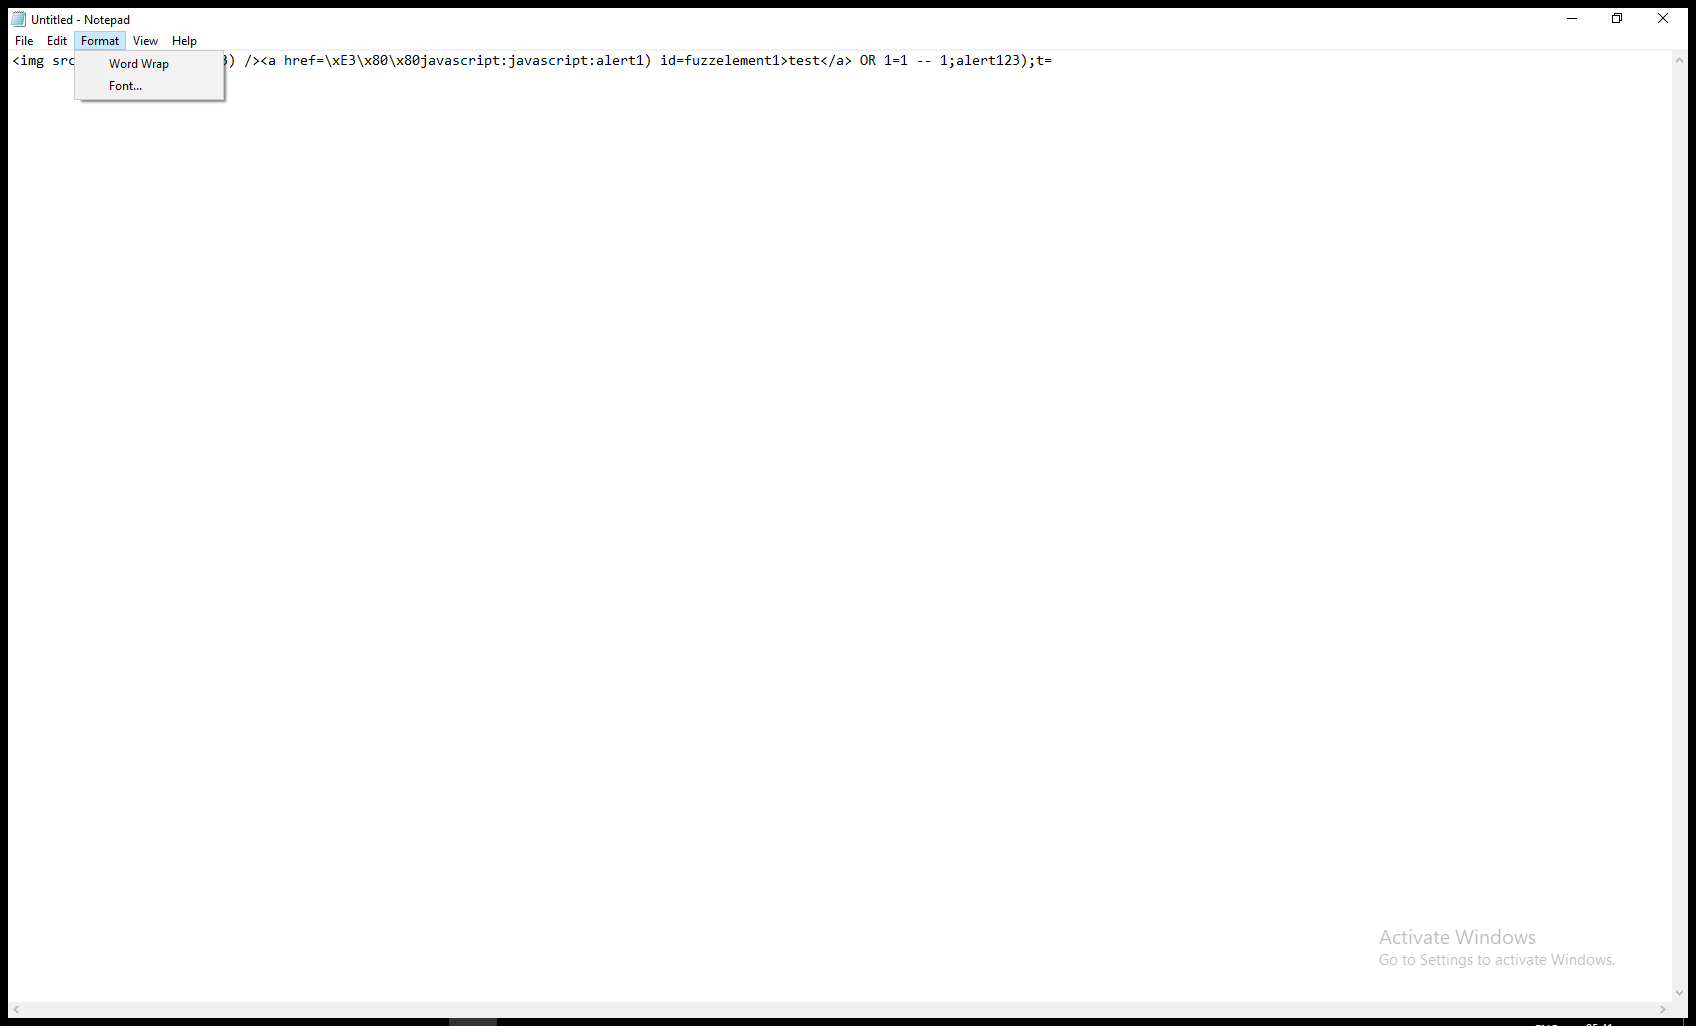 Untitled - Notepad
File Edit Format View Help
<img src 3) /><a href=\xE3\x80\x80javascript:javascript:alert1) id=fuzzelement1>test</a> OR 1=1 -- 1;alert123);t=
Word Wrap
Font...
Activate Windows
Go to Settings to activate Windows.